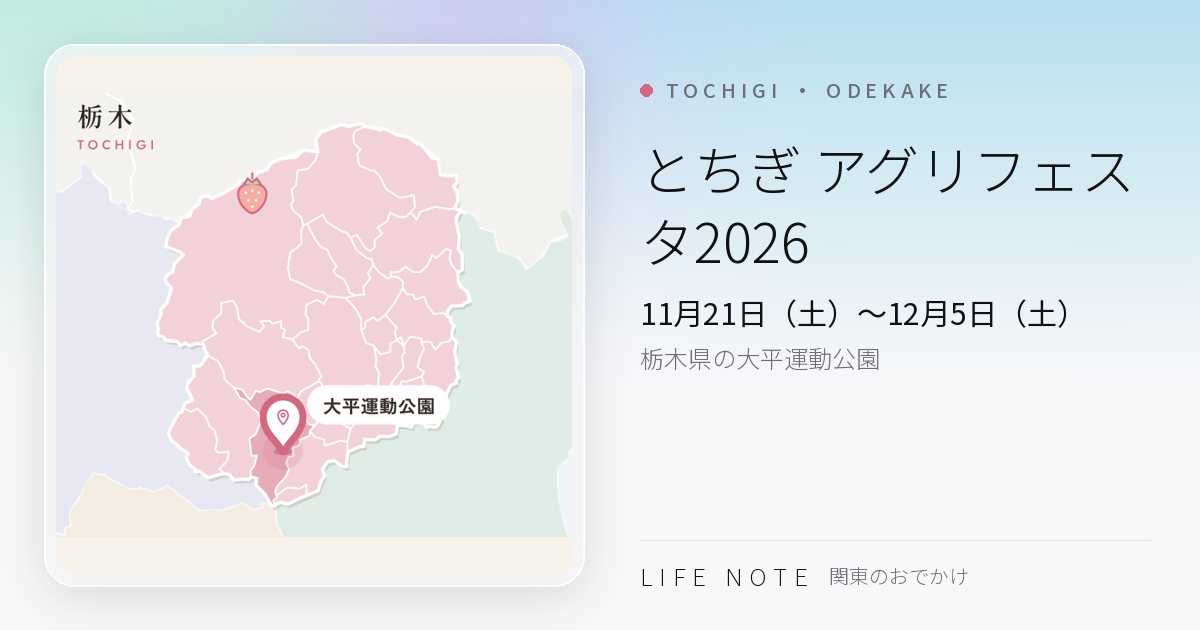 栃木
TOCHIGI
大平運動公園
TOCHIGI ・ ODEKAKE
とちぎ アグリフェス
タ2026
11月21日（土）〜12月5日（土）
栃木県の大平運動公園
LIFE NOTE 関東のおでかけ